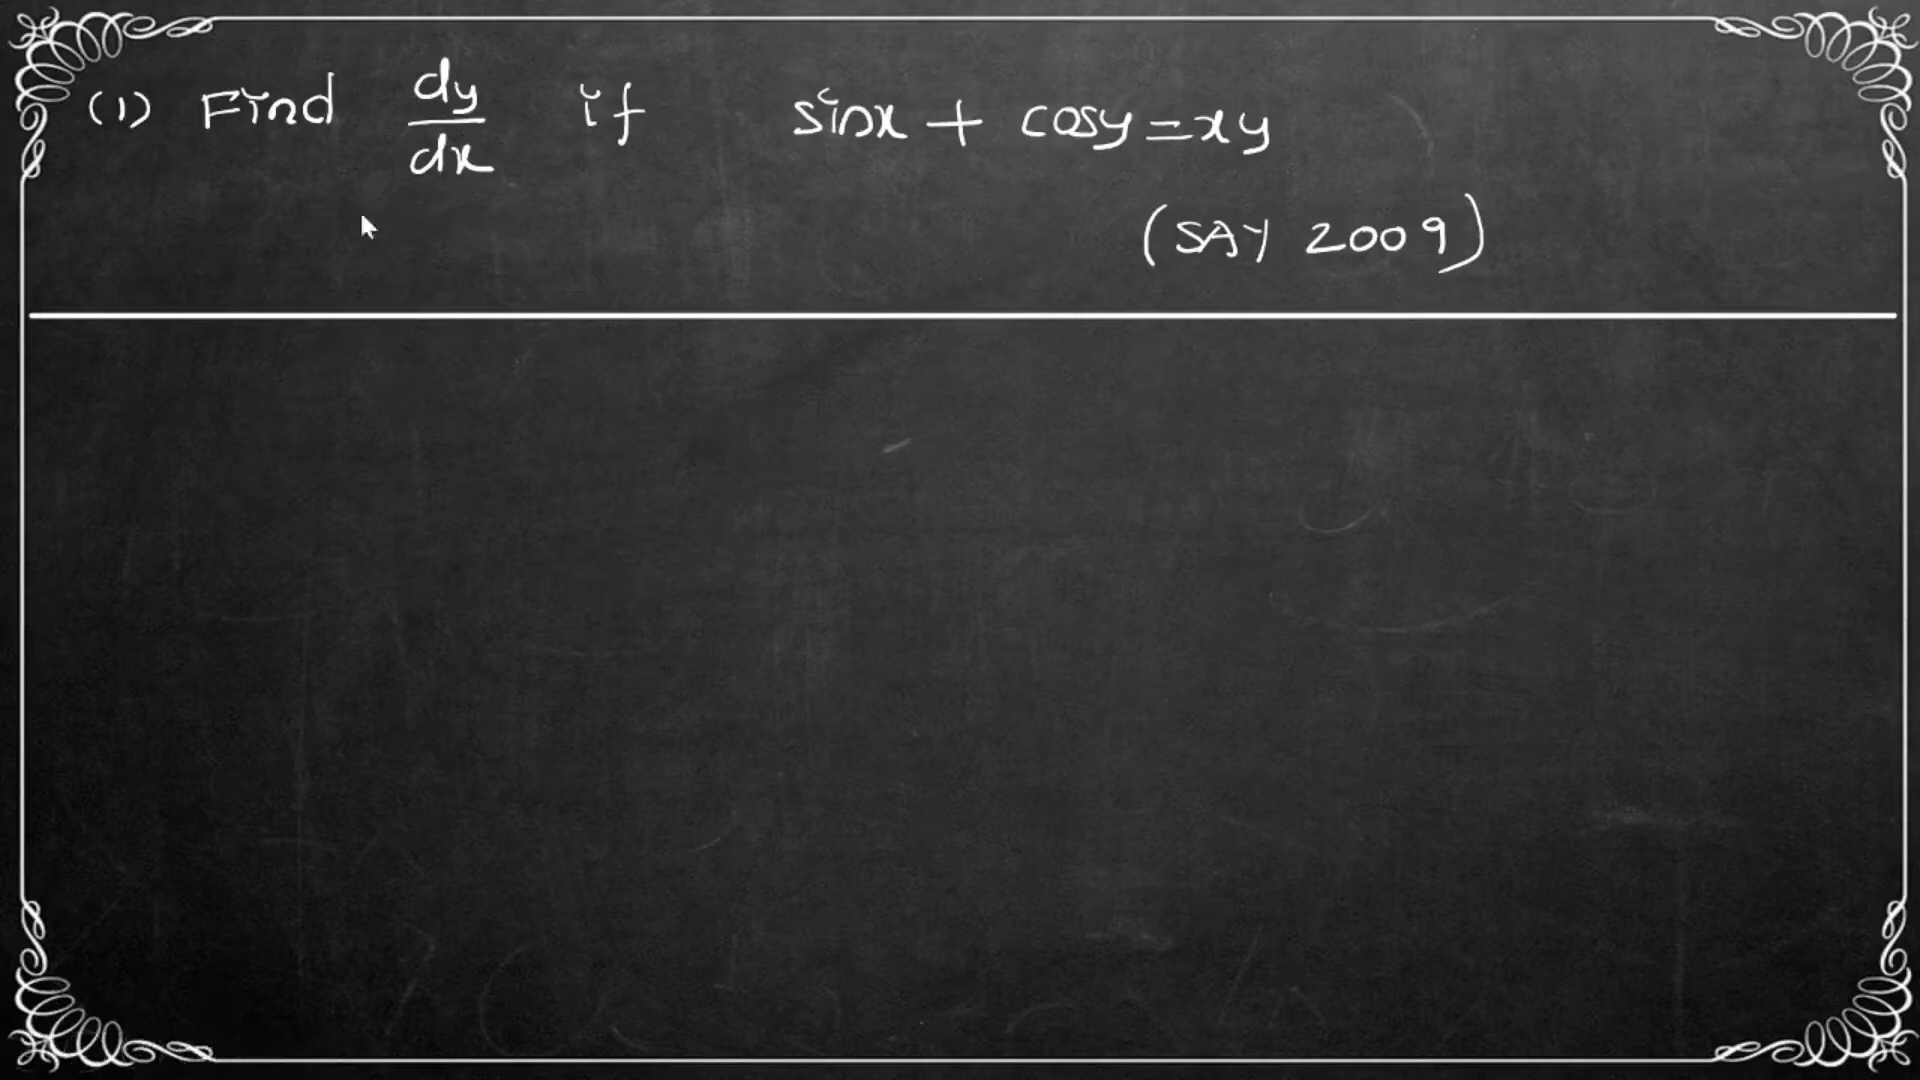 (1) Find dy/dx if sinx + cosy = xy
(SAY 2009)